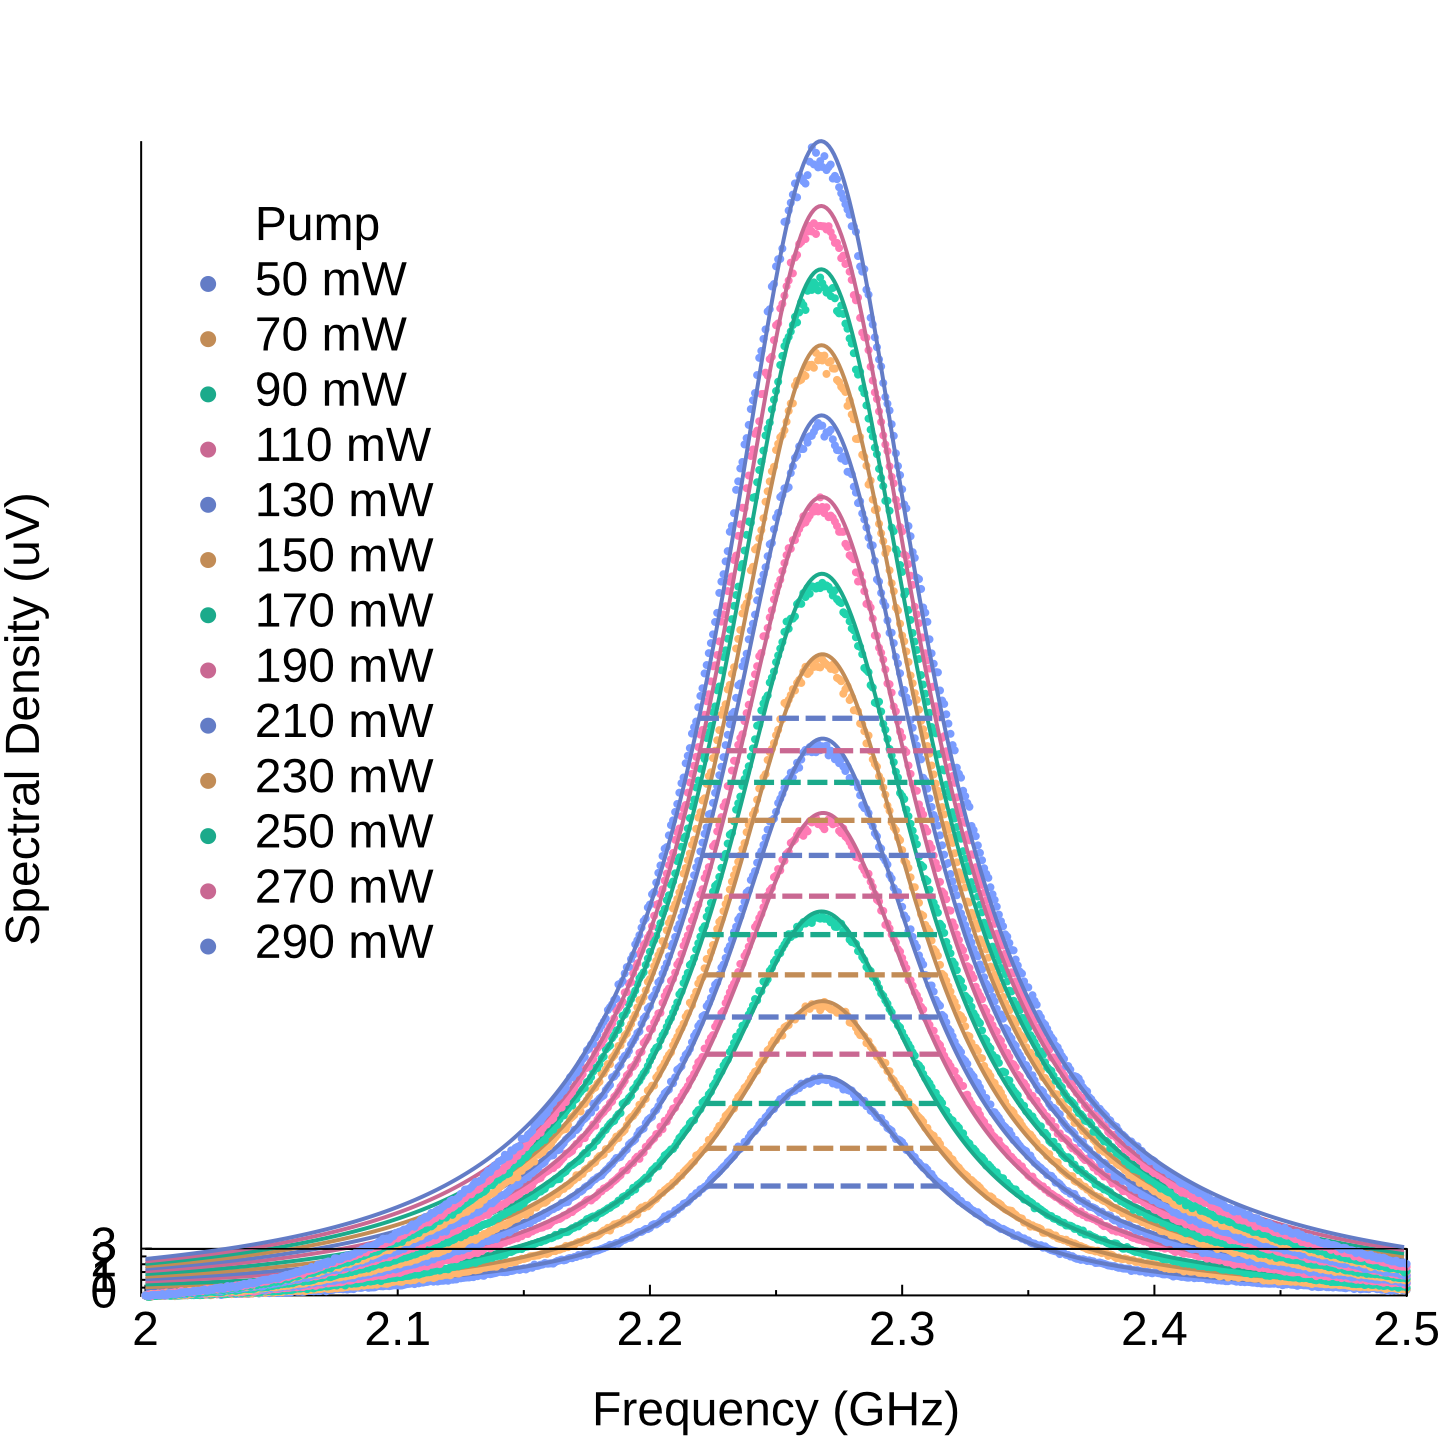 Pump
50 mW
70 mW
90 mW
110 mW
130 mW
150 mW
170 mW
190 mW
210 mW
230 mW
250 mW
270 mW
290 mW
Spectral Density (uV)
3
0
2 2.1 2.2 2.3 2.4 2.5
Frequency (GHz)